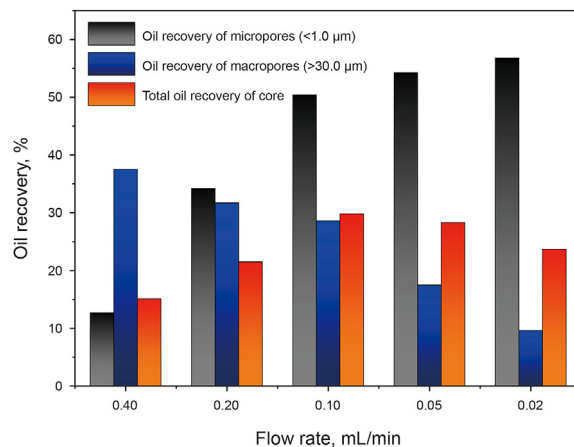 Oil recovery of micropores (<1.0 μm)
Oil recovery of macropores (>30.0 μm)
Total oil recovery of core
Oil recovery, %
60
50
40
30
20
10
0
0.40 0.20 0.10 0.05 0.02
Flow rate, mL/min